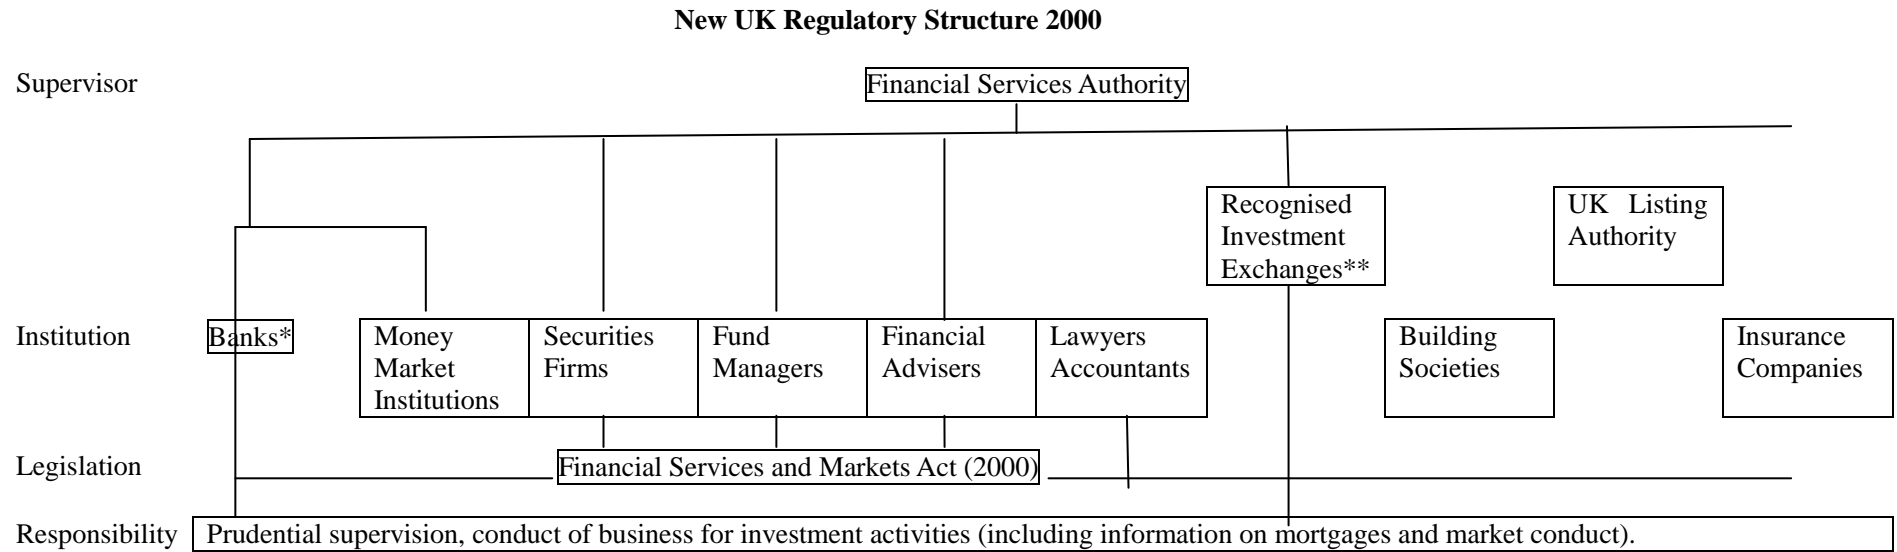 New UK Regulatory Structure 2000
Supervisor
Financial Services Authority
Recognised
Investment
Exchanges**
UK Listing
Authority
Institution
Banks*
Money
Market
Institutions
Securities
Firms
Fund
Managers
Financial
Advisers
Lawyers
Accountants
Building
Societies
Insurance
Companies
Legislation
Financial Services and Markets Act (2000)
Responsibility
Prudential supervision, conduct of business for investment activities (including information on mortgages and market conduct).